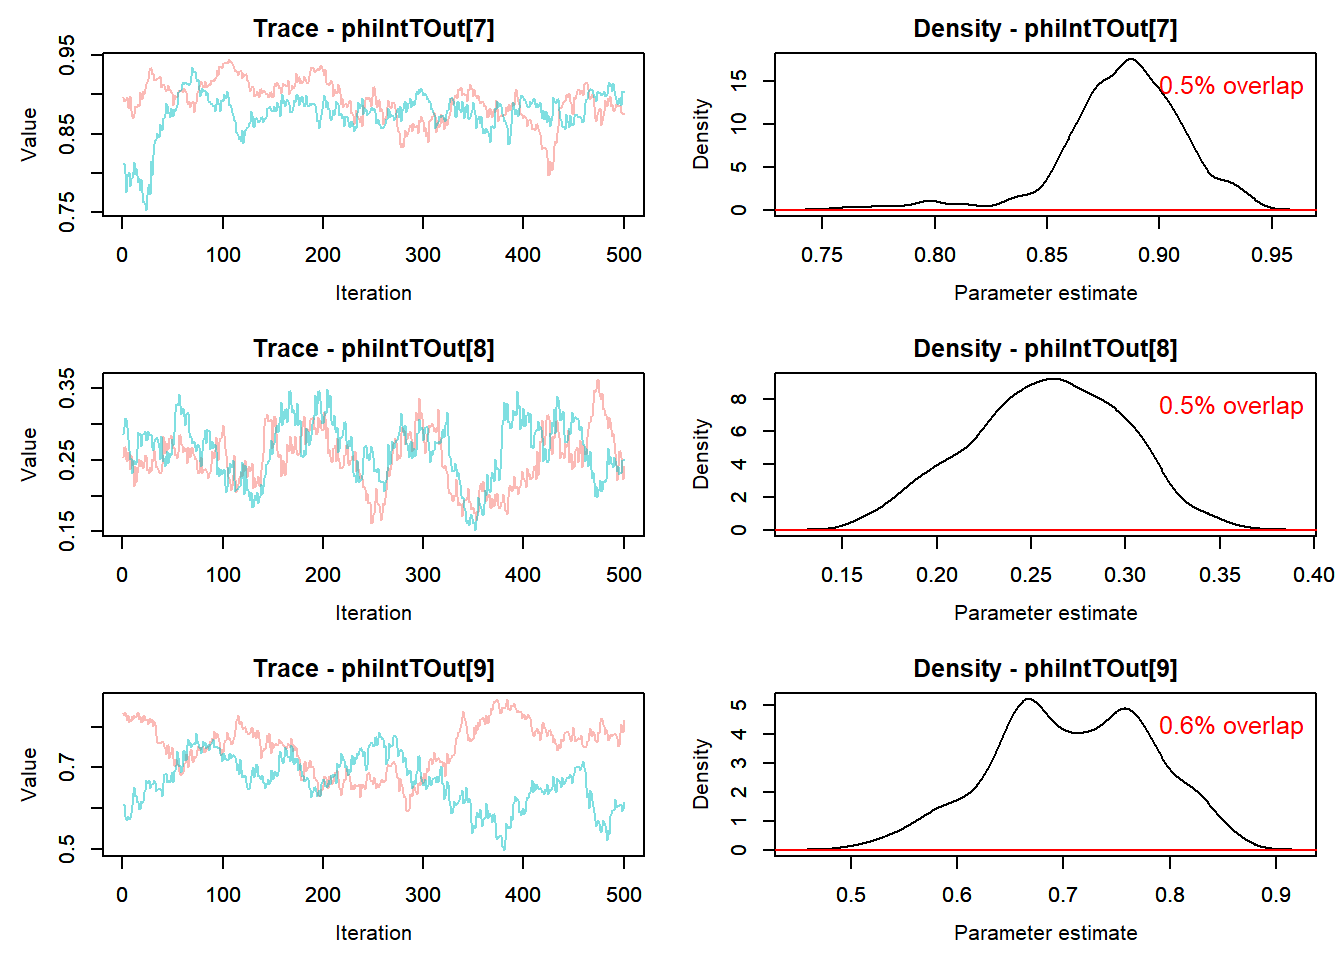 Trace - phiIntTOut[7]
Value
0.75 0.85 0.95
0 100 200 300 400 500
Iteration
Density - phiIntTOut[7]
0.5% overlap
Density
0 5 10 15
0.75 0.80 0.85 0.90 0.95
Parameter estimate
Trace - phiIntTOut[8]
Value
0.15 0.25 0.35
0 100 200 300 400 500
Iteration
Density - phiIntTOut[8]
0.5% overlap
Density
0 2 4 6 8
0.15 0.20 0.25 0.30 0.35 0.40
Parameter estimate
Trace - phiIntTOut[9]
Value
0.5 0.7
0 100 200 300 400 500
Iteration
Density - phiIntTOut[9]
0.6% overlap
Density
0 1 2 3 4 5
0.5 0.6 0.7 0.8 0.9
Parameter estimate